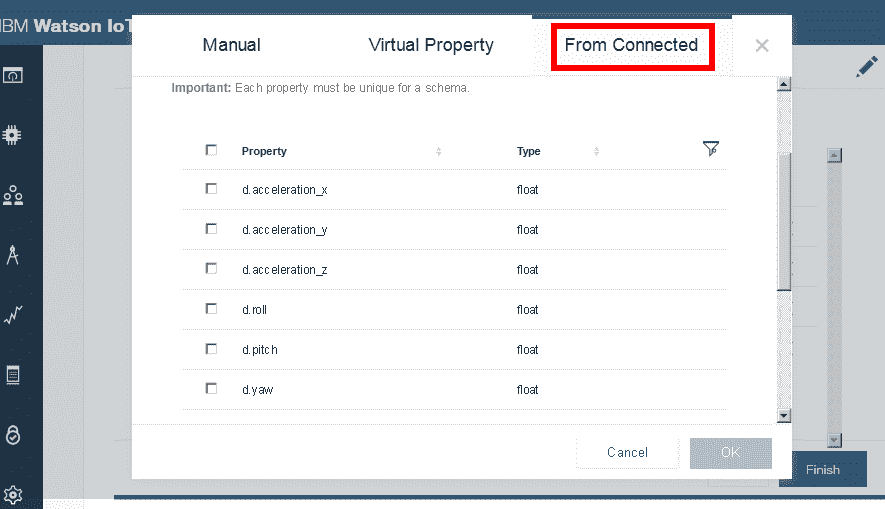 IBM Watson IoT
Manual
Virtual Property
From Connected
Important: Each property must be unique for a schema.
Property
Type
d.acceleration_x
float
d.acceleration_y
float
d.acceleration_z
float
d.roll
float
d.pitch
float
d.yaw
float
Cancel
OK
Finish